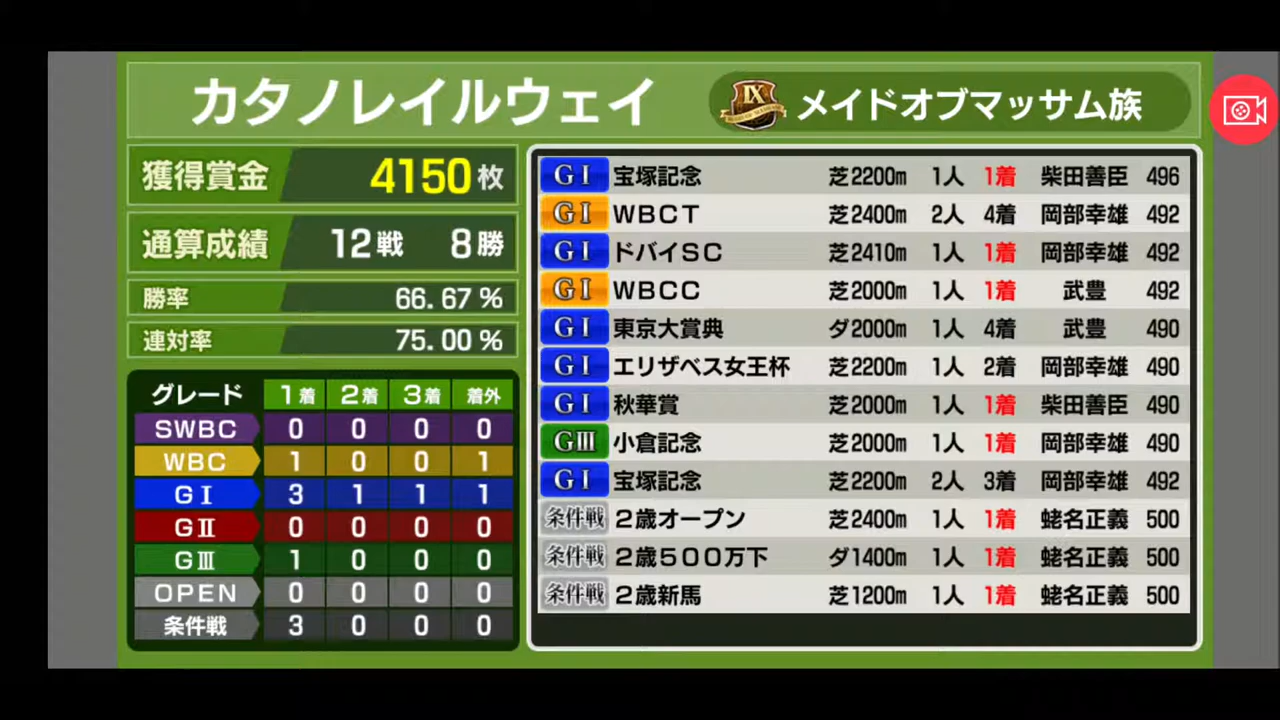 カタノレイルウェイ
IX メイドオブマッサム族
獲得賞金 4150枚
通算成績 12戦 8勝
勝率 66.67%
連対率 75.00%
グレード 1着 2着 3着 着外
SWBC 0 0 0 0
WBC 1 0 0 1
GI 3 1 1 1
GII 0 0 0 0
GIII 1 0 0 0
OPEN 0 0 0 0
条件戦 3 0 0 0
GI 宝塚記念 芝2200m 1人 1着 柴田善臣 496
GI WBCT 芝2400m 2人 4着 岡部幸雄 492
GI ドバイSC 芝2410m 1人 1着 岡部幸雄 492
GI WBCC 芝2000m 1人 1着 武豊 492
GI 東京大賞典 ダ2000m 1人 4着 武豊 490
GI エリザベス女王杯 芝2200m 1人 2着 岡部幸雄 490
GI 秋華賞 芝2000m 1人 1着 柴田善臣 490
GIII 小倉記念 芝2000m 1人 1着 岡部幸雄 490
GI 宝塚記念 芝2200m 2人 3着 岡部幸雄 492
条件戦 2歳オープン 芝2400m 1人 1着 蛯名正義 500
条件戦 2歳500万下 ダ1400m 1人 1着 蛯名正義 500
条件戦 2歳新馬 芝1200m 1人 1着 蛯名正義 500